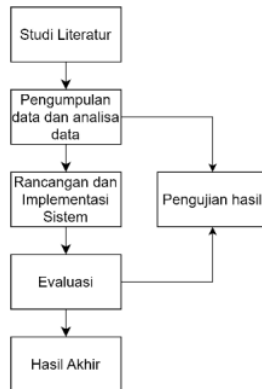 Studi Literatur
Pengumpulan
data dan analisa
data
Rancangan dan
Implementasi
Sistem
Pengujian hasil
Evaluasi
Hasil Akhir